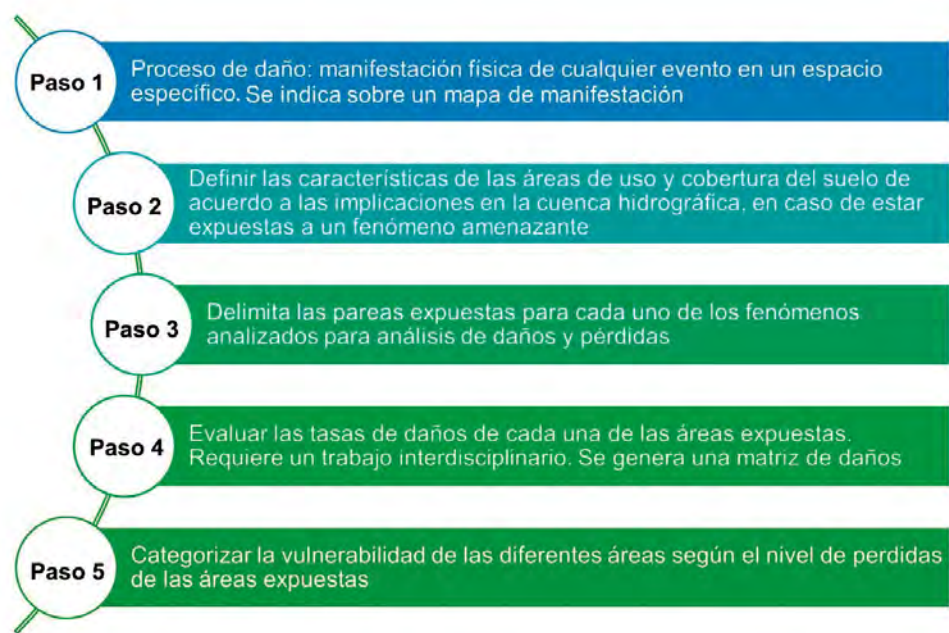 Paso 1
Proceso de daño: manifestación física de cualquier evento en un espacio
específico. Se indica sobre un mapa de manifestación
Paso 2
Definir las características de las áreas de uso y cobertura del suelo de
acuerdo a las implicaciones en la cuenca hidrográfica, en caso de estar
expuestas a un fenómeno amenazante
Paso 3
Delimita las pareas expuestas para cada uno de los fenómenos
analizados para análisis de daños y pérdidas
Paso 4
Evaluar las tasas de daños de cada una de las áreas expuestas.
Requiere un trabajo interdisciplinario. Se genera una matriz de daños
Paso 5
Categorizar la vulnerabilidad de las diferentes áreas según el nivel de perdidas
de las áreas expuestas